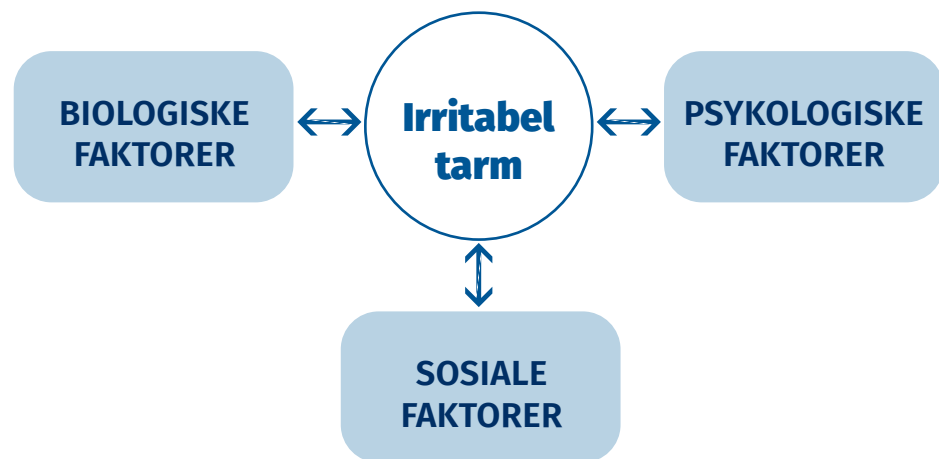 BIOLOGISKE
FAKTORER
Irritabel
tarm
PSYKOLOGISKE
FAKTORER
SOSIALE
FAKTORER